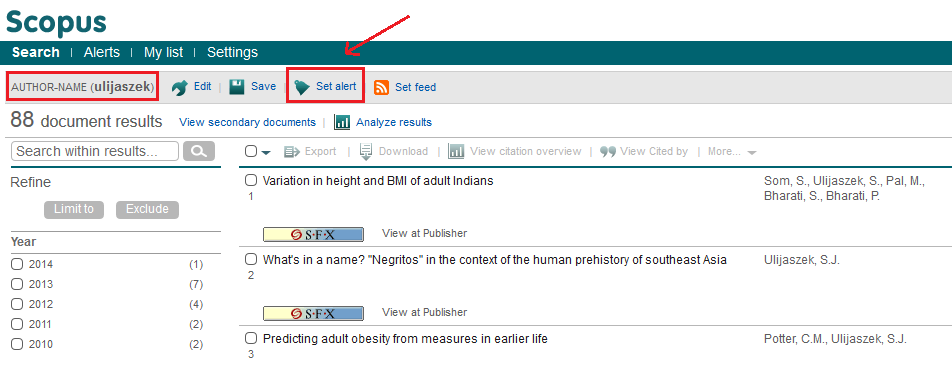 Scopus
Search | Alerts | My list | Settings
AUTHOR-NAME (ulijaszek) Edit | Save | Set alert Set feed
88 document results View secondary documents | Analyze results
Search within results...
Export | Download | View citation overview | View Cited by | More...
Refine
Limit to Exclude
Year
2014 (1)
2013 (7)
2012 (4)
2011 (2)
2010 (2)
Variation in height and BMI of adult Indians
Som, S., Ulijaszek, S., Pal, M.,
Bharati, S., Bharati, P.
1
S·F·X View at Publisher
What's in a name? "Negritos" in the context of the human prehistory of southeast Asia
Ulijaszek, S.J.
2
S·F·X View at Publisher
Predicting adult obesity from measures in earlier life
Potter, C.M., Ulijaszek, S.J.
3